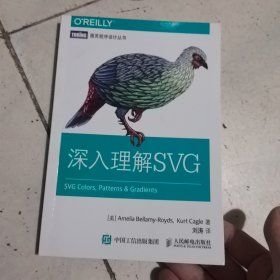 O'REILLY®
TURING 图灵程序设计丛书
深入理解SVG
SVG Colors, Patterns & Gradients
[美] Amelia Bellamy-Royds, Kurt Cagle 著
刘涛 译
中国工信出版集团 人民邮电出版社